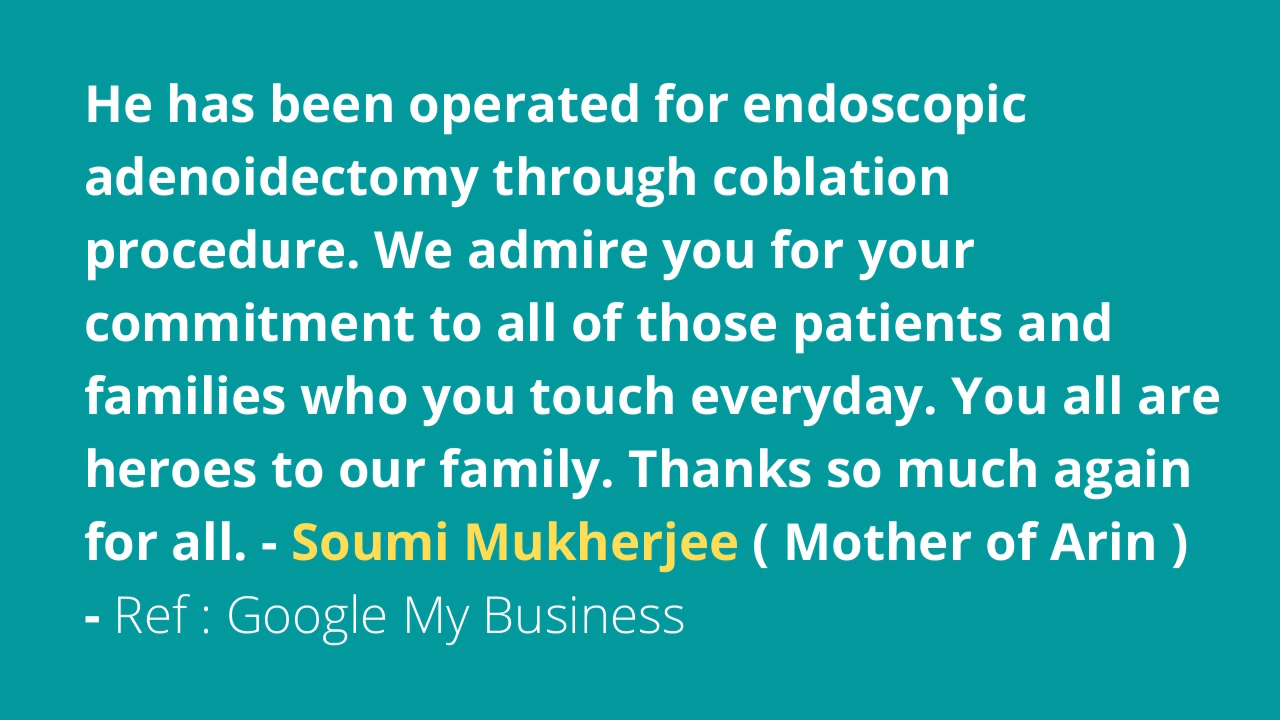 He has been operated for endoscopic
adenoidectomy through coblation
procedure. We admire you for your
commitment to all of those patients and
families who you touch everyday. You all are
heroes to our family. Thanks so much again
for all. - Soumi Mukherjee ( Mother of Arin )
- Ref : Google My Business